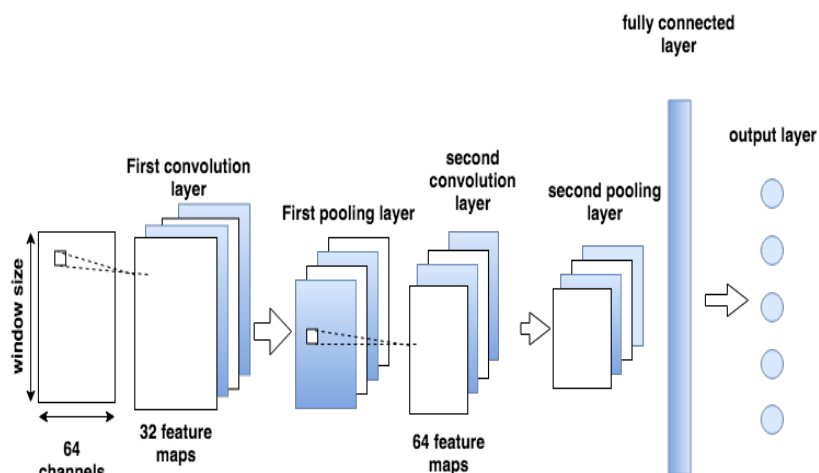 fully connected
layer
output layer
First convolution
layer
second
convolution
layer
second pooling
layer
First pooling layer
window size
64
channels
32 feature
maps
64 feature
maps